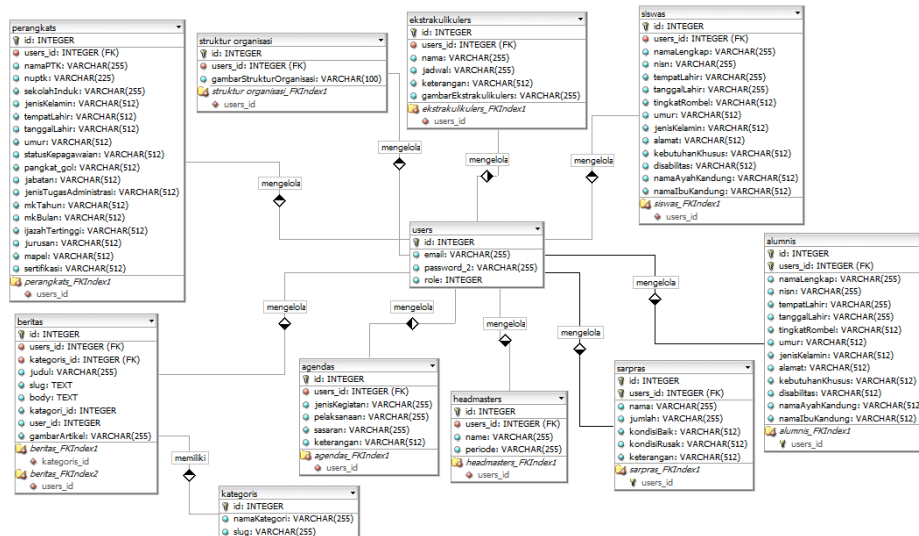 perangkats
id: INTEGER
users_id: INTEGER (FK)
namaPTK: VARCHAR(255)
nuptk: VARCHAR(225)
sekolahInduk: VARCHAR(255)
jenisKelamin: VARCHAR(512)
tempatLahir: VARCHAR(512)
tanggalLahir: VARCHAR(512)
umur: VARCHAR(512)
statusKepagawaian: VARCHAR(512)
pangkat_gol: VARCHAR(512)
jabatan: VARCHAR(512)
jenisTugasAdministrasi: VARCHAR(512)
mkTahun: VARCHAR(512)
mkBulan: VARCHAR(512)
ijazahTertinggi: VARCHAR(512)
jurusan: VARCHAR(512)
mapel: VARCHAR(512)
sertifikasi: VARCHAR(512)
perangkats_FKIndex1
users_id
struktur organisasi
id: INTEGER
users_id: INTEGER (FK)
gambarStrukturOrganisasi: VARCHAR(100)
struktur organisasi_FKIndex1
users_id
ekstrakulikulers
id: INTEGER
users_id: INTEGER (FK)
nama: VARCHAR(255)
jadwal: VARCHAR(255)
keterangan: VARCHAR(512)
gambarEkstrakulikulers: VARCHAR(255)
ekstrakulikulers_FKIndex1
users_id
siswas
id: INTEGER
users_id: INTEGER (FK)
namaLengkap: VARCHAR(255)
nisn: VARCHAR(255)
tempatLahir: VARCHAR(255)
tanggalLahir: VARCHAR(255)
tingkatRombel: VARCHAR(512)
umur: VARCHAR(512)
jenisKelamin: VARCHAR(512)
alamat: VARCHAR(512)
kebutuhanKhusus: VARCHAR(512)
disabilitas: VARCHAR(512)
namaAyahKandung: VARCHAR(512)
namaIbuKandung: VARCHAR(512)
siswas_FKIndex1
users_id
mengelola
mengelola
mengelola
mengelola
users
id: INTEGER
email: VARCHAR(255)
password_2: VARCHAR(255)
role: INTEGER
alumnis
id: INTEGER
users_id: INTEGER (FK)
namaLengkap: VARCHAR(255)
nisn: VARCHAR(255)
tempatLahir: VARCHAR(255)
tanggalLahir: VARCHAR(255)
tingkatRombel: VARCHAR(512)
umur: VARCHAR(512)
jenisKelamin: VARCHAR(512)
alamat: VARCHAR(512)
kebutuhanKhusus: VARCHAR(512)
disabilitas: VARCHAR(512)
namaAyahKandung: VARCHAR(512)
namaIbuKandung: VARCHAR(512)
alumnis_FKIndex1
users_id
mengelola
mengelola
mengelola
mengelola
mengelola
beritas
id: INTEGER
users_id: INTEGER (FK)
kategoris_id: INTEGER (FK)
judul: VARCHAR(255)
slug: TEXT
body: TEXT
katagori_id: INTEGER
user_id: INTEGER
gambarArtikel: VARCHAR(255)
beritas_FKIndex1
kategoris_id
beritas_FKIndex2
users_id
agendas
id: INTEGER
users_id: INTEGER (FK)
jenisKegiatan: VARCHAR(255)
pelaksanaan: VARCHAR(255)
sasaran: VARCHAR(255)
keterangan: VARCHAR(512)
agendas_FKIndex1
users_id
headmasters
id: INTEGER
users_id: INTEGER (FK)
name: VARCHAR(255)
periode: VARCHAR(255)
headmasters_FKIndex1
users_id
sarpras
id: INTEGER
users_id: INTEGER (FK)
nama: VARCHAR(255)
jumlah: VARCHAR(255)
kondisiBaik: VARCHAR(512)
kondisiRusak: VARCHAR(512)
keterangan: VARCHAR(512)
sarpras_FKIndex1
users_id
memiliki
kategoris
id: INTEGER
namaKategori: VARCHAR(255)
slug: VARCHAR(255)